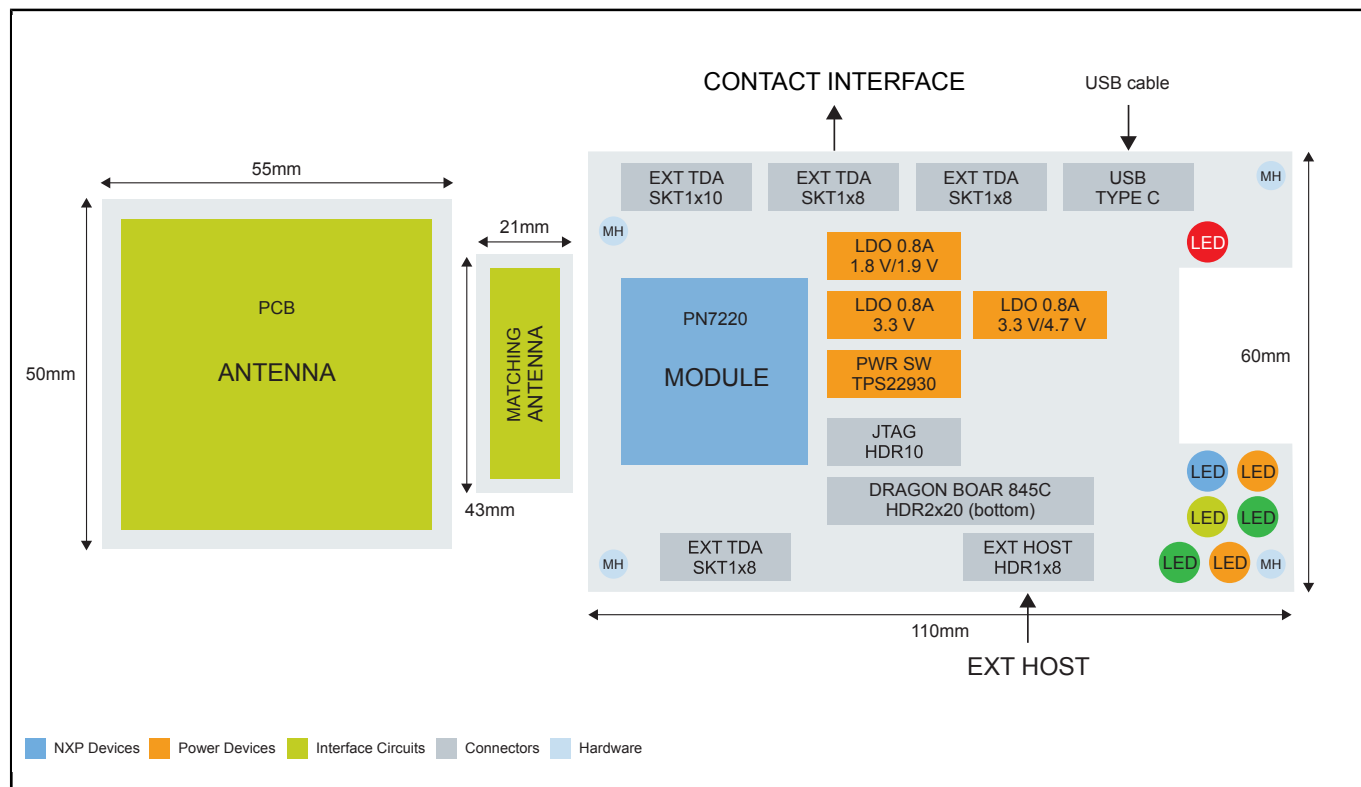 CONTACT INTERFACE
USB cable
55mm
50mm
PCB
ANTENNA
21mm
43mm
MATCHING
ANTENNA
EXT TDA
SKT1x10
EXT TDA
SKT1x8
EXT TDA
SKT1x8
USB
TYPE C
MH
MH
LED
LDO 0.8A
1.8 V/1.9 V
PN7220
MODULE
LDO 0.8A
3.3 V
LDO 0.8A
3.3 V/4.7 V
PWR SW
TPS22930
60mm
JTAG
HDR10
DRAGON BOAR 845C
HDR2x20 (bottom)
LED
LED
LED
LED
MH
EXT TDA
SKT1x8
EXT HOST
HDR1x8
LED
LED
MH
110mm
EXT HOST
NXP Devices
Power Devices
Interface Circuits
Connectors
Hardware